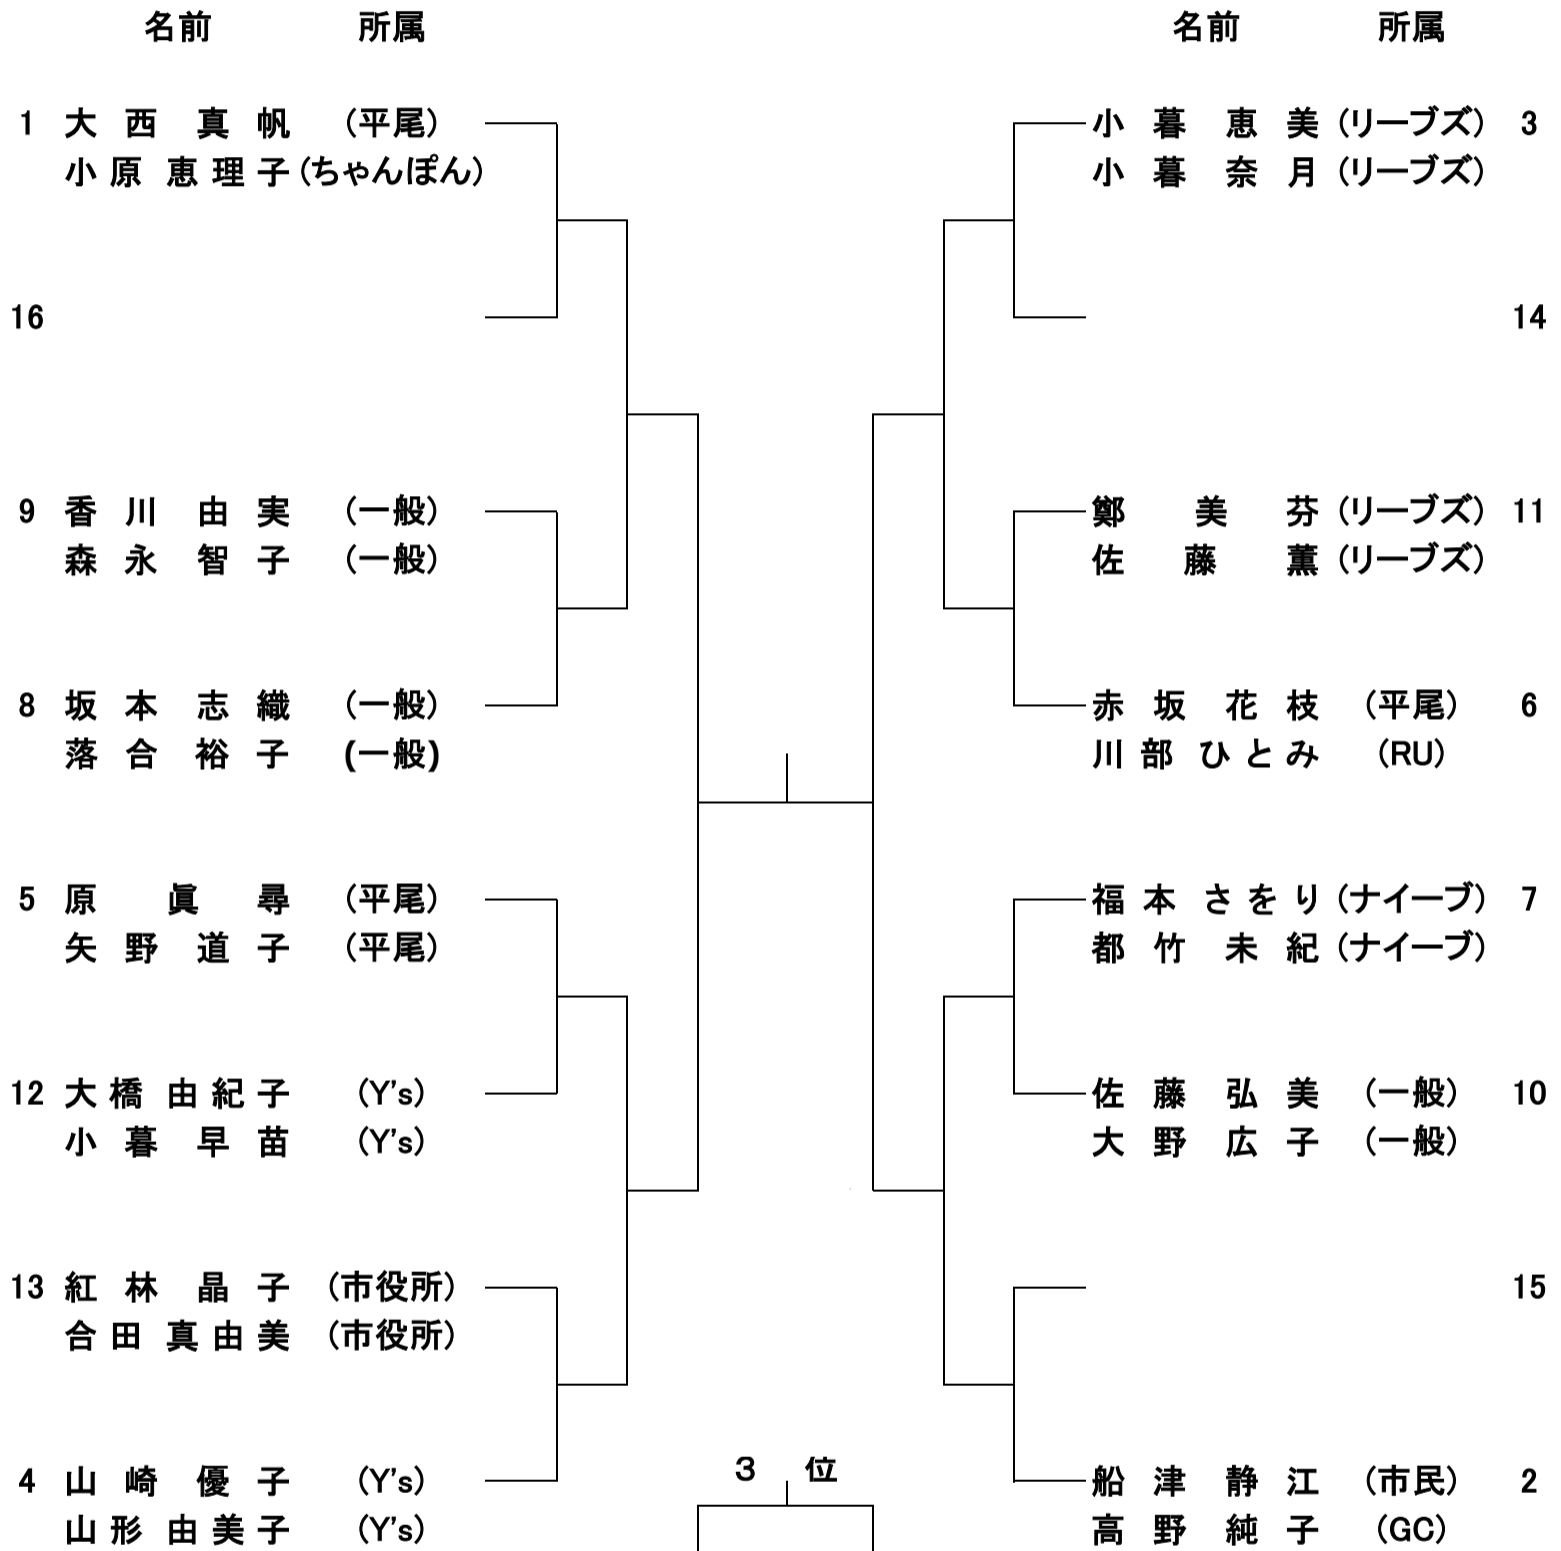 名前 所属
1 大西真帆 (平尾)
小原恵理子 (ちゃんぽん)
16
9 香川由実 (一般)
森永智子 (一般)
8 坂本志織 (一般)
落合裕子 (一般)
5 原眞尋 (平尾)
矢野道子 (平尾)
12 大橋由紀子 (Y's)
小暮早苗 (Y's)
13 紅林晶子 (市役所)
合田真由美 (市役所)
4 山崎優子 (Y's)
山形由美子 (Y's)
3位
名前 所属
小暮恵美 (リーブズ) 3
小暮奈月 (リーブズ)
14
鄭美芬 (リーブズ) 11
佐藤薫 (リーブズ)
赤坂花枝 (平尾) 6
川部ひとみ (RU)
福本さをり (ナイーブ) 7
都竹未紀 (ナイーブ)
佐藤弘美 (一般) 10
大野広子 (一般)
15
船津静江 (市民) 2
高野純子 (GC)